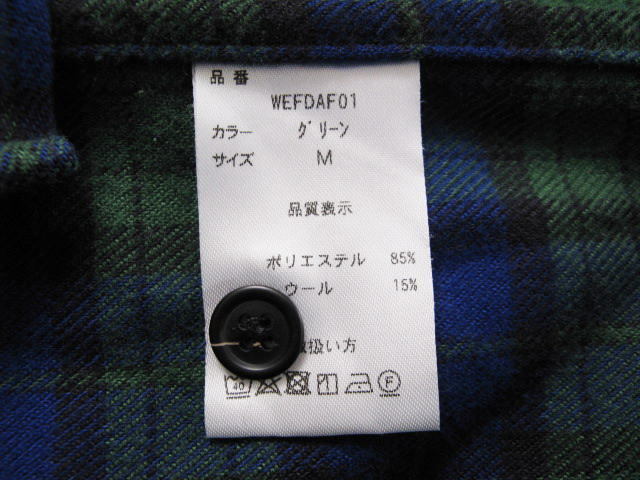 品番
WEFDAF01
カラー グリーン
サイズ M
品質表示
ポリエステル 85%
ウール 15%
扱い方
40
F